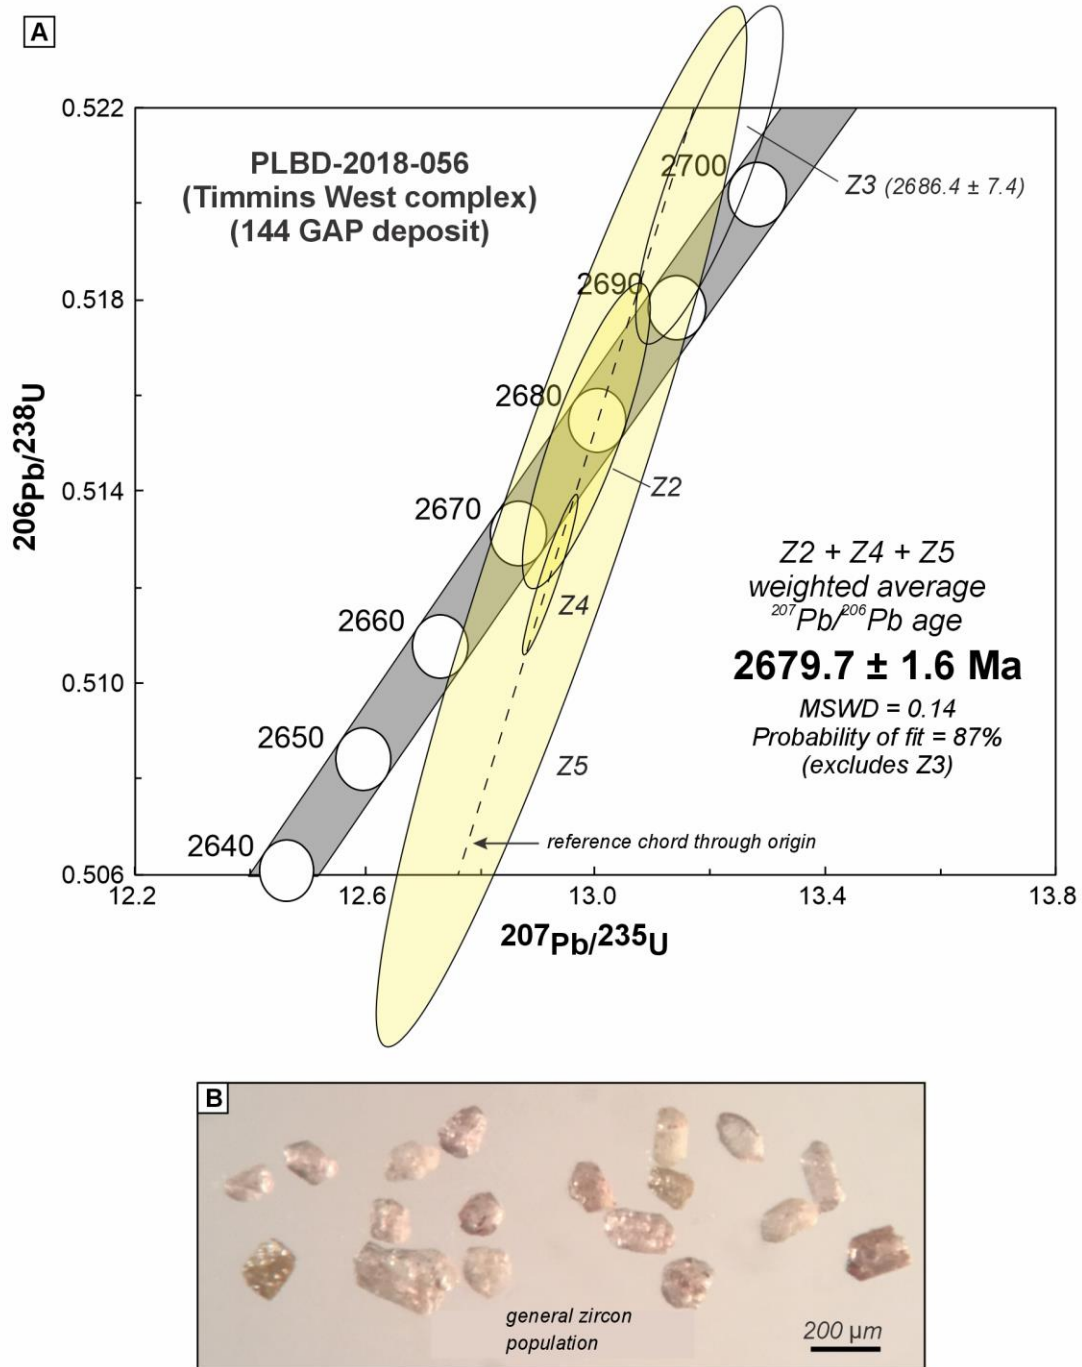 A
0.522
0.518
0.514
0.510
0.506
206Pb/238U
12.2
12.6
13.0
13.4
13.8
207Pb/235U
PLBD-2018-056
(Timmins West complex)
(144 GAP deposit)
2700
2690
2680
2670
2660
2650
2640
Z3 (2686.4 ± 7.4)
Z2
Z4
Z5
Z2 + Z4 + Z5
weighted average
207Pb/206Pb age
2679.7 ± 1.6 Ma
MSWD = 0.14
Probability of fit = 87%
(excludes Z3)
reference chord through origin
B
general zircon
population
200 µm